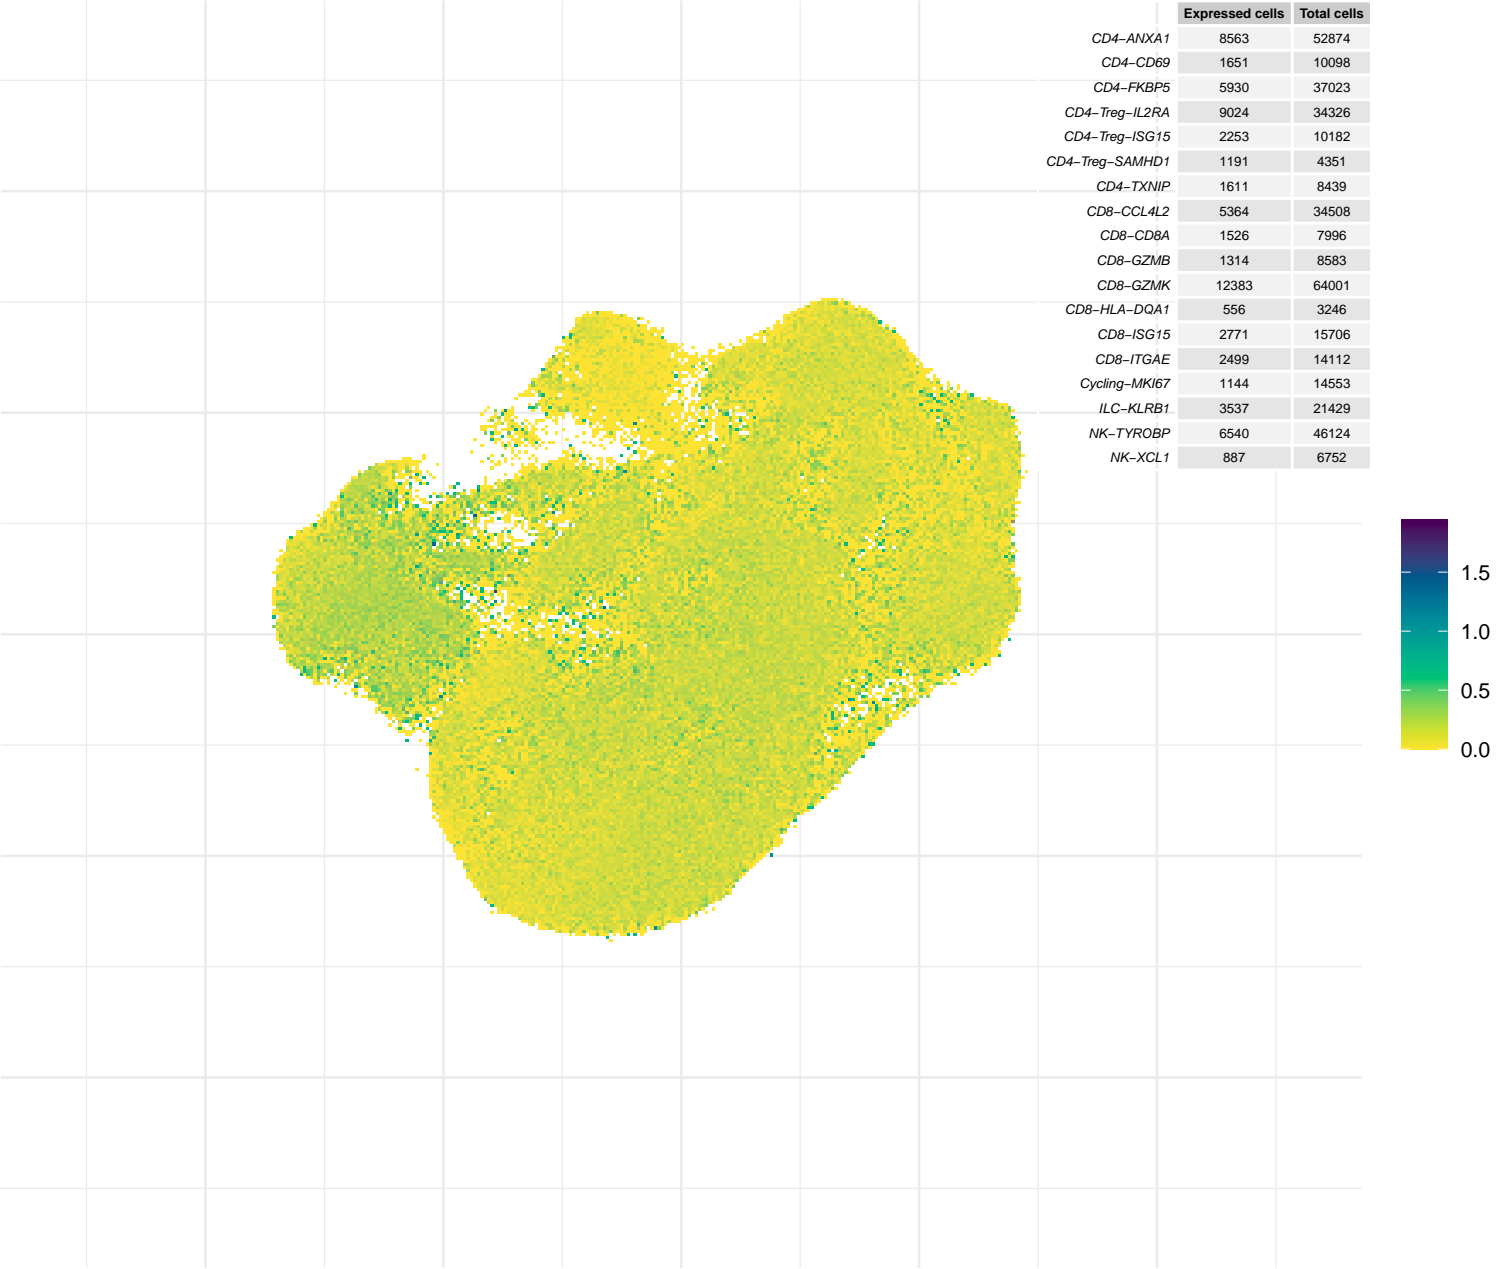 Expressed cells Total cells
CD4−ANXA1 8563 52874
CD4−CD69 1651 10098
CD4−FKBP5 5930 37023
CD4−Treg−IL2RA 9024 34326
CD4−Treg−ISG15 2253 10182
CD4−Treg−SAMHD1 1191 4351
CD4−TXNIP 1611 8439
CD8−CCL4L2 5364 34508
CD8−CD8A 1526 7996
CD8−GZMB 1314 8583
CD8−GZMK 12383 64001
CD8−HLA−DQA1 556 3246
CD8−ISG15 2771 15706
CD8−ITGAE 2499 14112
Cycling−MKI67 1144 14553
ILC−KLRB1 3537 21429
NK−TYROBP 6540 46124
NK−XCL1 887 6752
1.5
1.0
0.5
0.0